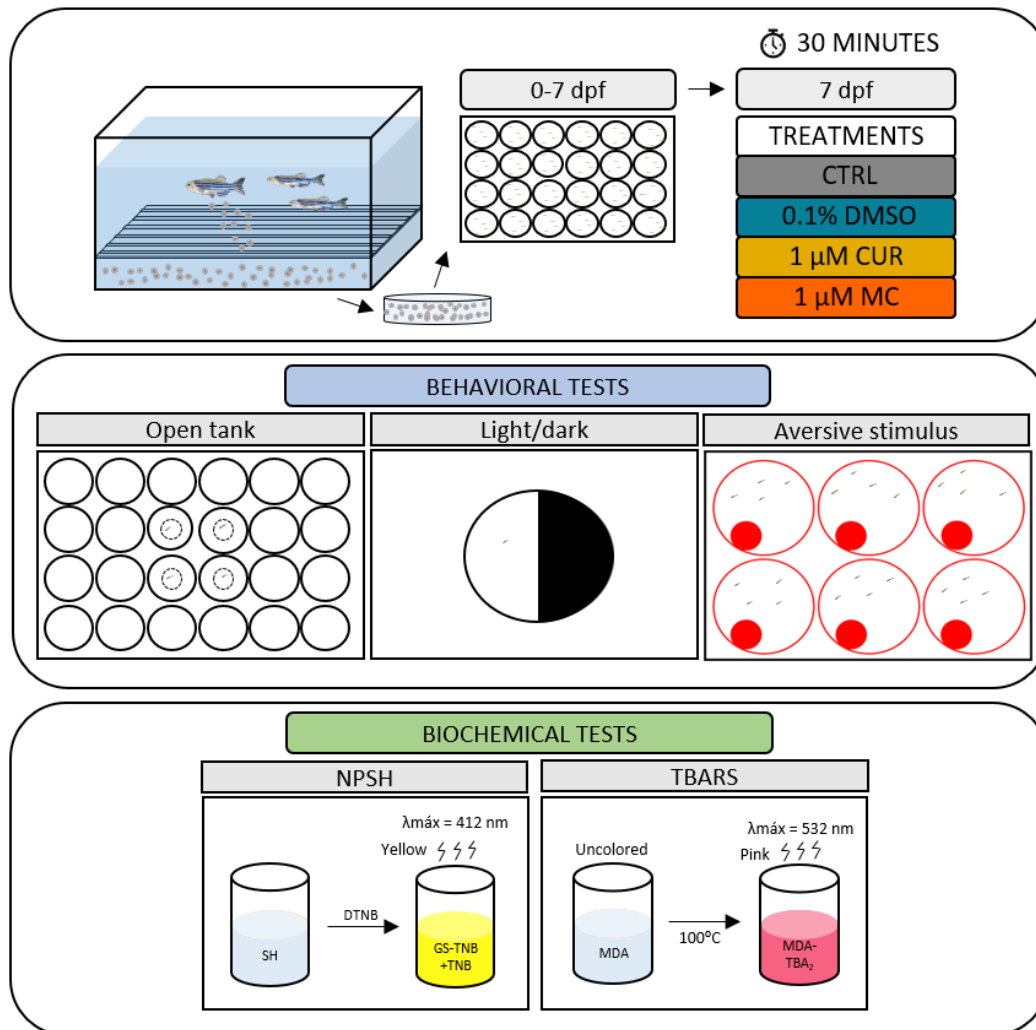 30 MINUTES
0-7 dpf
7 dpf
TREATMENTS
CTRL
0.1% DMSO
1 µM CUR
1 µM MC
BEHAVIORAL TESTS
Open tank
Light/dark
Aversive stimulus
BIOCHEMICAL TESTS
NPSH
λmáx = 412 nm
Yellow
DTNB
SH
GS-TNB
+TNB
TBARS
λmáx = 532 nm
Uncolored
Pink
100ºC
MDA
MDA-
TBA₂